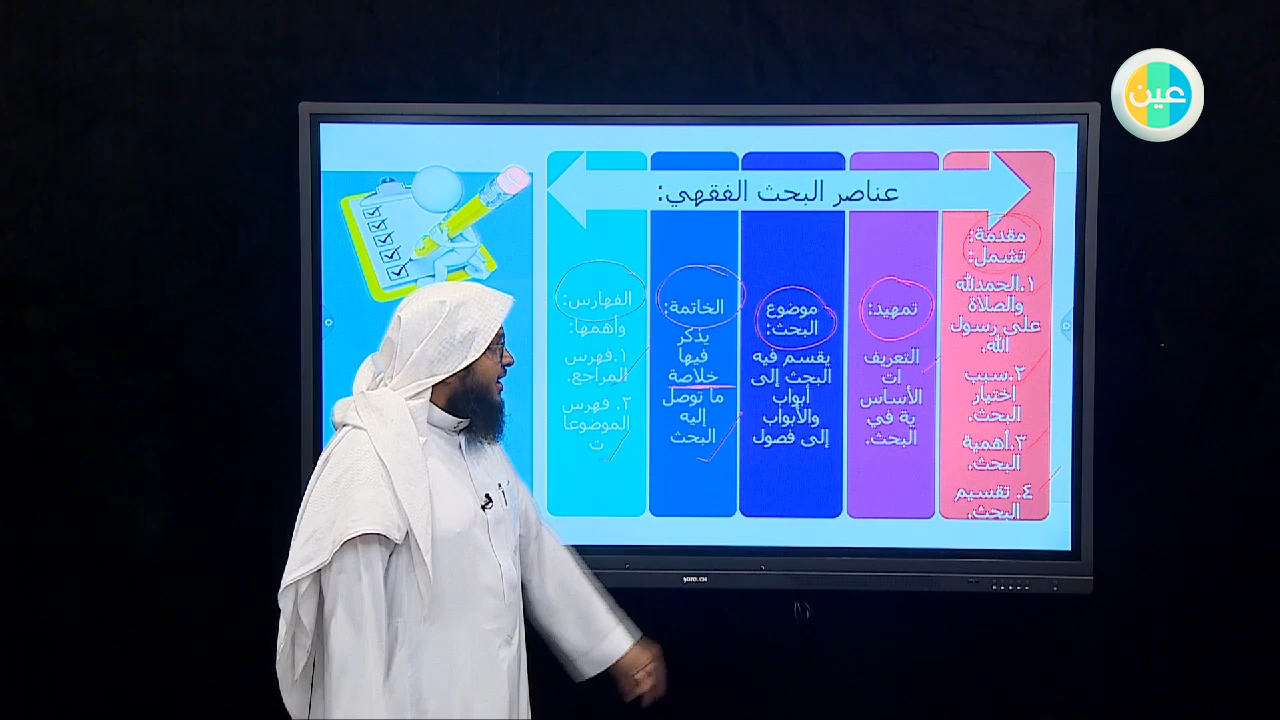 عين
عناصر البحث الفقهي:
مقدمة:
تشمل:
١.الحمدلله
والصلاة
على رسول
الله.
٢.سبب
اختيار
البحث.
٣.أهمية
البحث.
٤. تقسيم
البحث.
تمهيد:
التعريف
ات
الأساس
ية في
البحث.
موضوع
البحث:
يقسم فيه
البحث إلى
أبواب
والأبواب
إلى فصول
الخاتمة:
يذكر
فيها
خلاصة
ما توصل
إليه
البحث
الفهارس:
وأهمها:
١.فهرس
المراجع.
٢. فهرس
الموضوعا
ت